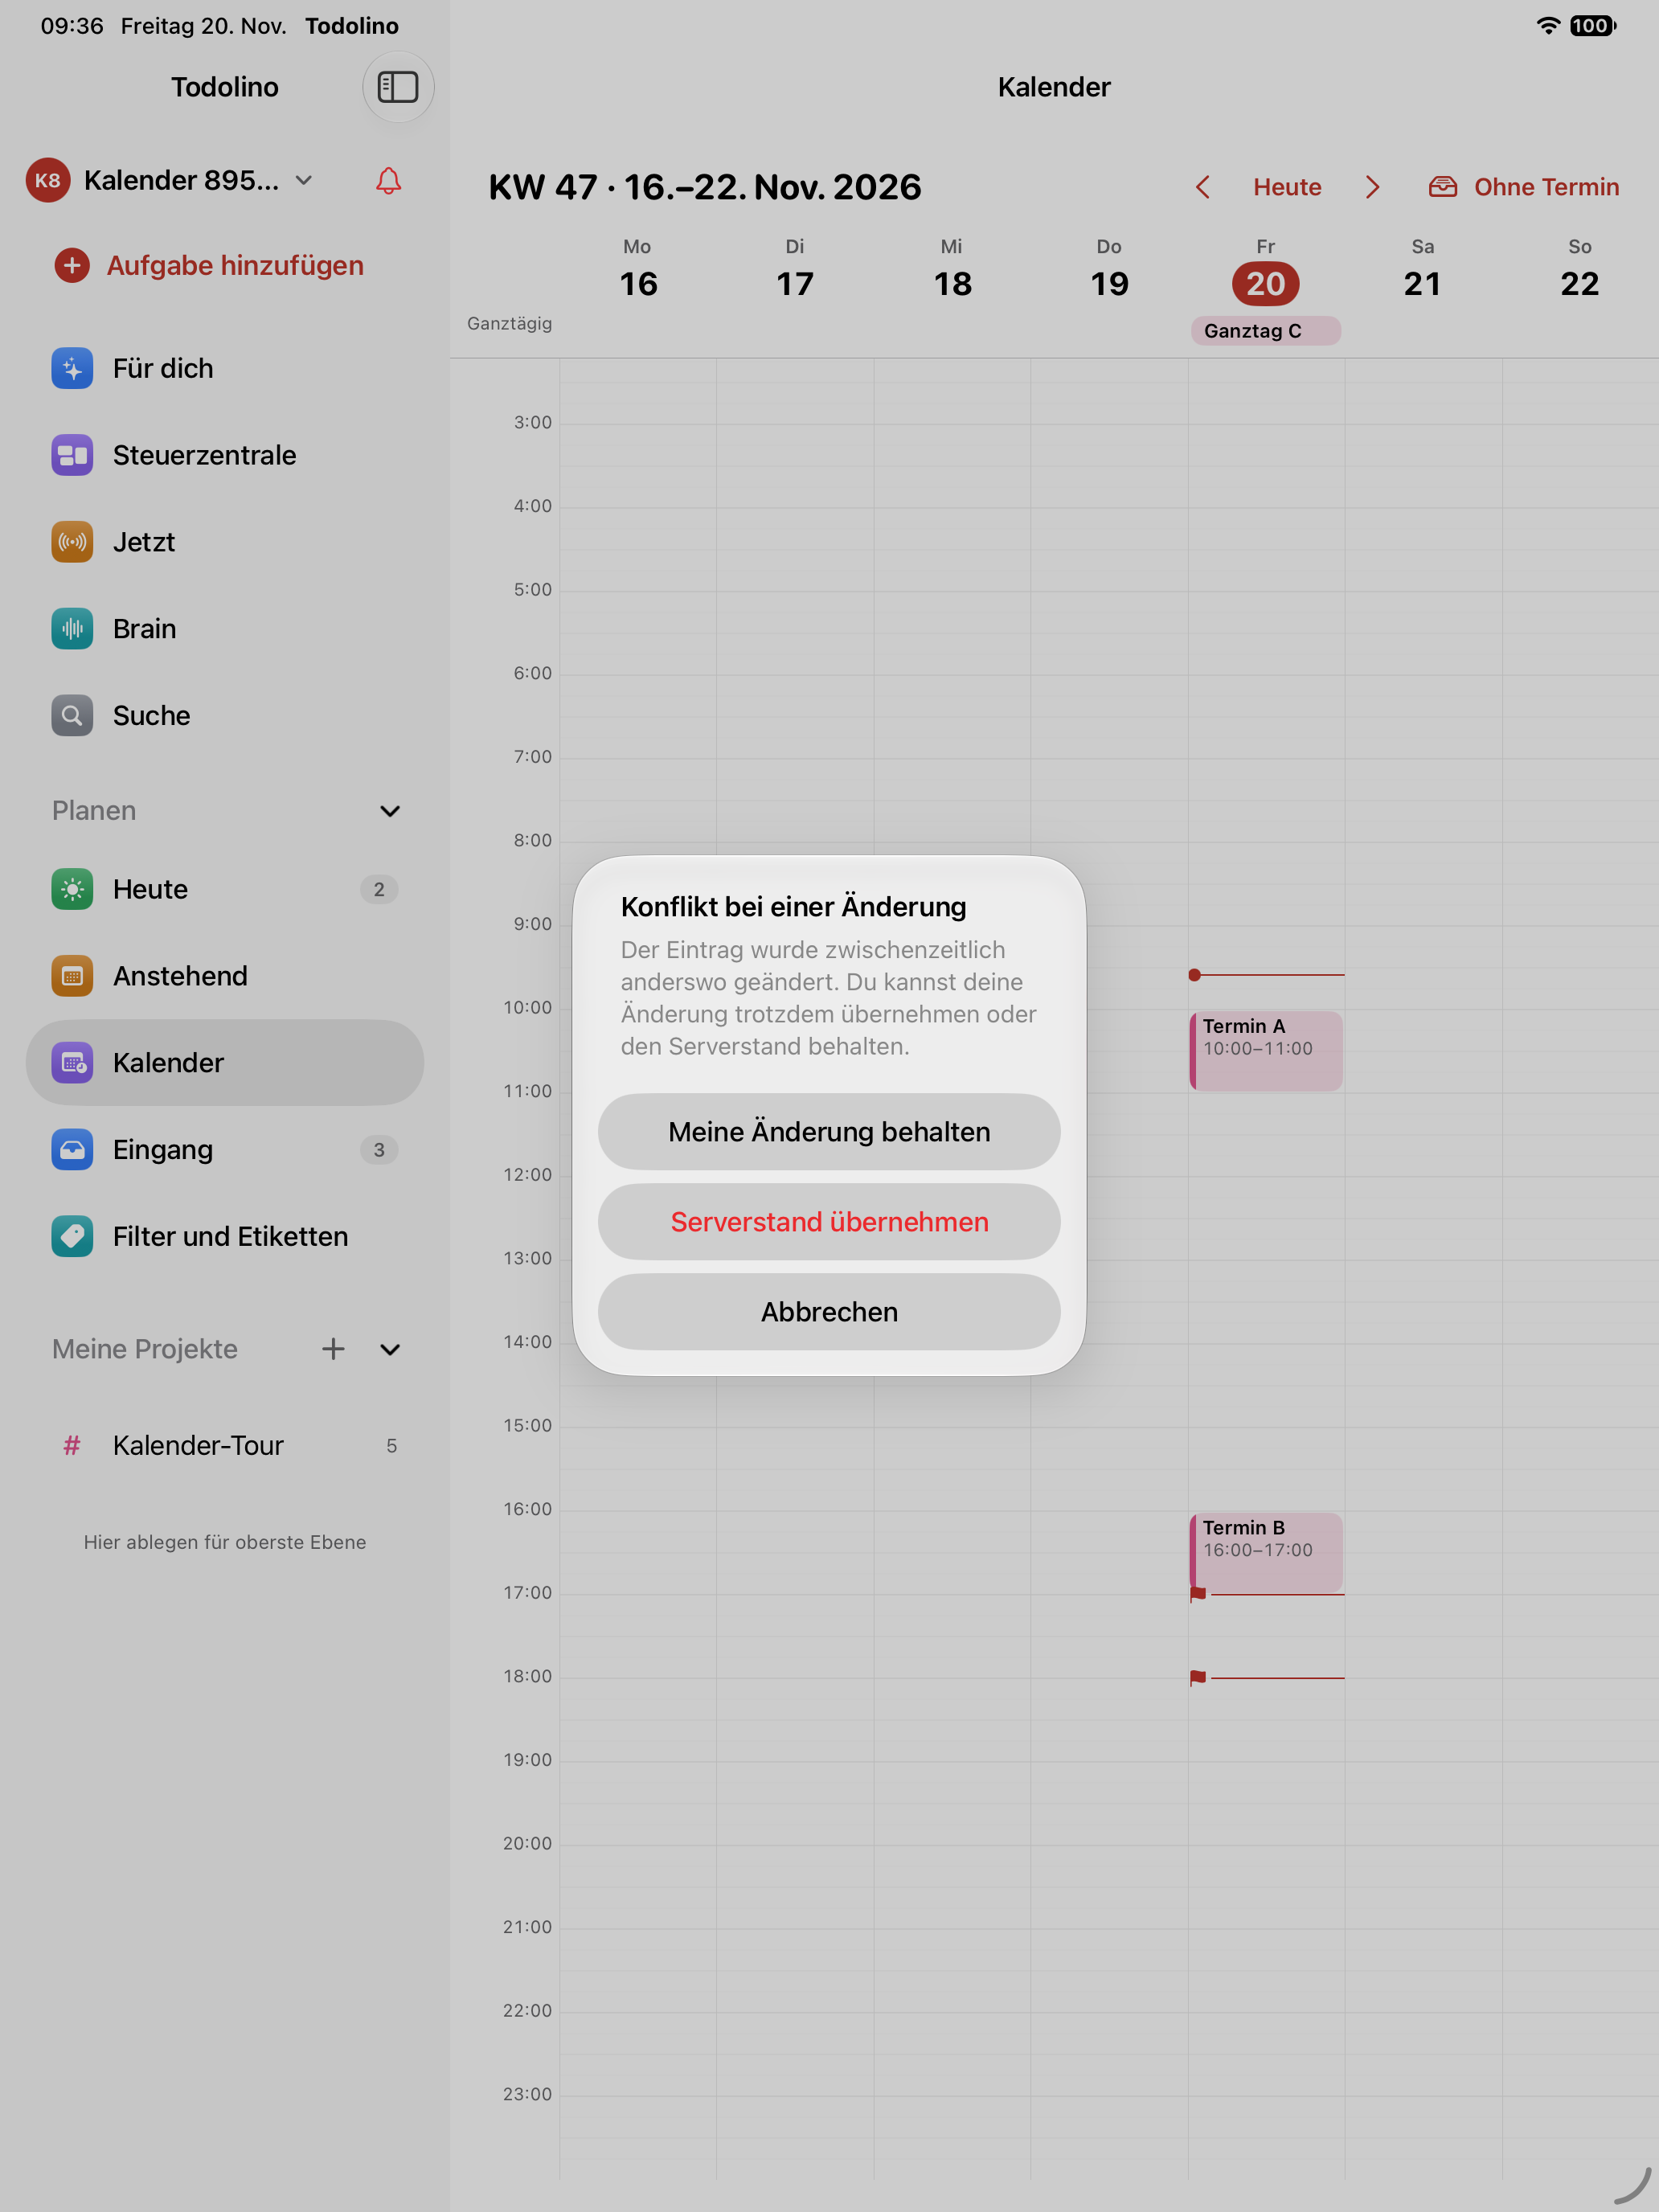 09:36 Freitag 20. Nov. Todolino
100
Todolino
Kalender
K8 Kalender 895...
KW 47 · 16.–22. Nov. 2026
Heute
Ohne Termin
Aufgabe hinzufügen
Mo Di Mi Do Fr Sa So
16 17 18 19 20 21 22
Ganztägig
Ganztag C
Für dich
Steuerzentrale
Jetzt
Brain
Suche
Planen
Heute 2
Anstehend
Kalender
Eingang 3
Filter und Etiketten
Meine Projekte
# Kalender-Tour 5
Hier ablegen für oberste Ebene
3:00
4:00
5:00
6:00
7:00
8:00
9:00
10:00
11:00
12:00
13:00
14:00
15:00
16:00
17:00
18:00
19:00
20:00
21:00
22:00
23:00
Termin A
10:00–11:00
Termin B
16:00–17:00
Konflikt bei einer Änderung
Der Eintrag wurde zwischenzeitlich
anderswo geändert. Du kannst deine
Änderung trotzdem übernehmen oder
den Serverstand behalten.
Meine Änderung behalten
Serverstand übernehmen
Abbrechen